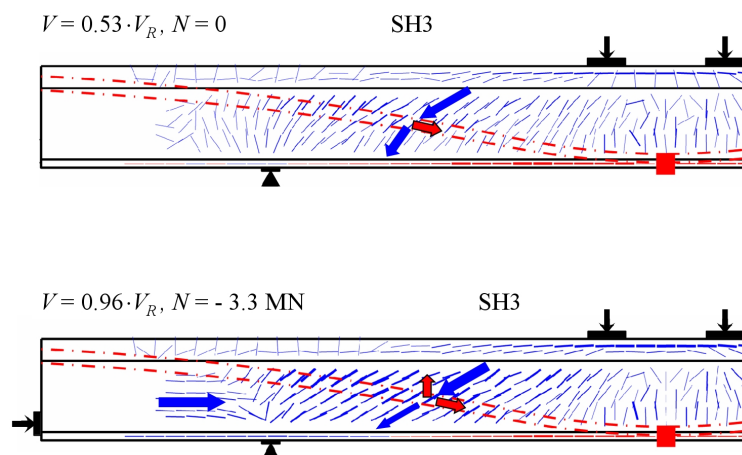 V = 0.53·V_R, N = 0 SH3
V = 0.96·V_R, N = - 3.3 MN SH3